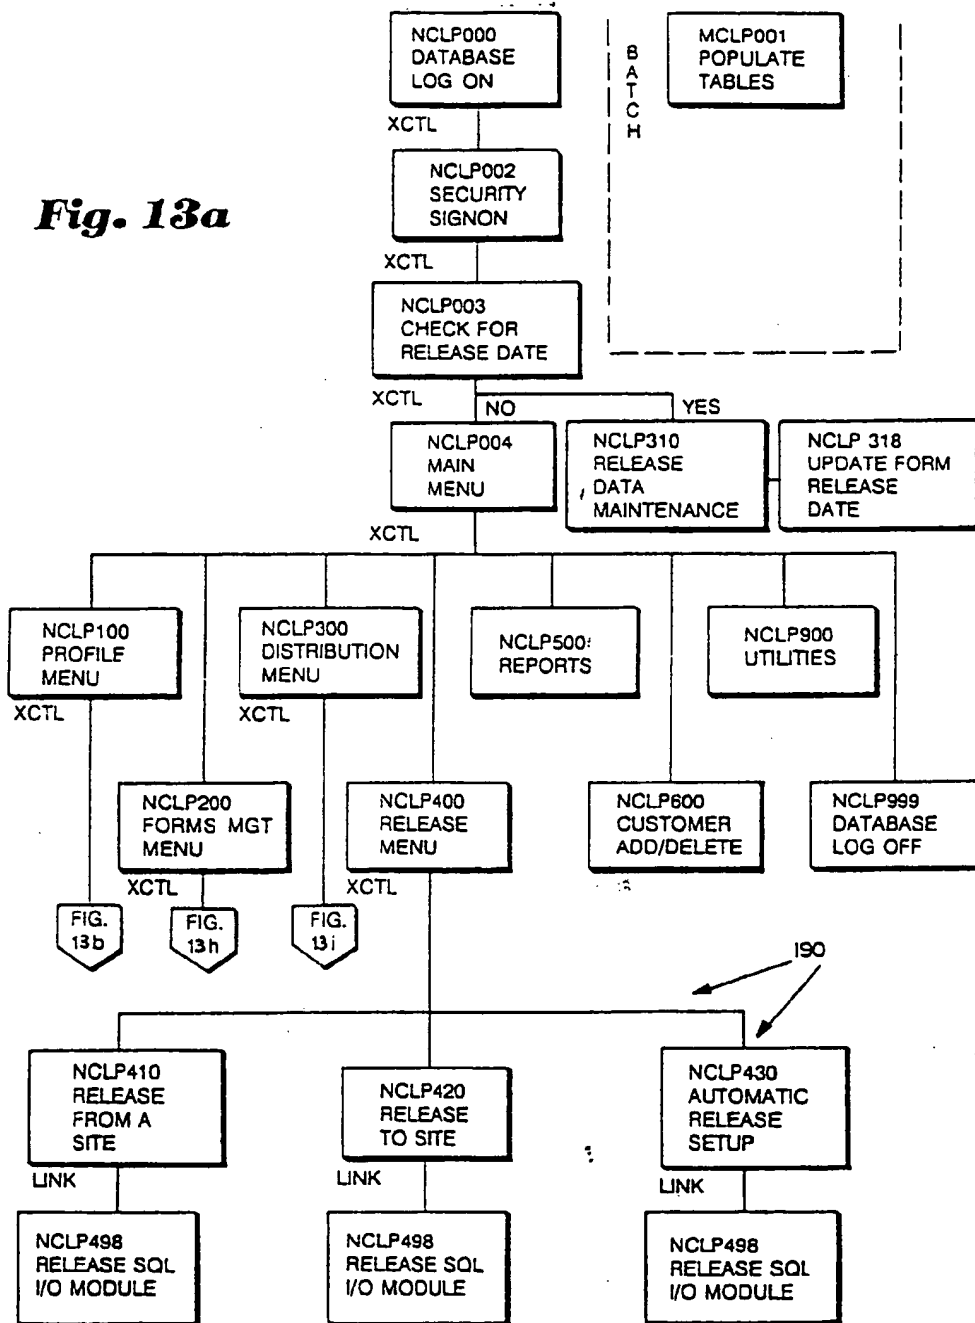 NCLP000
DATABASE
LOG ON
MCLP001
POPULATE
TABLES
BATCH
XCTL
NCLP002
SECURITY
SIGNON
Fig. 13a
XCTL
NCLP003
CHECK FOR
RELEASE DATE
XCTL
NO
YES
NCLP004
MAIN
MENU
NCLP310
RELEASE
DATA
MAINTENANCE
NCLP 318
UPDATE FORM
RELEASE
DATE
XCTL
NCLP100
PROFILE
MENU
NCLP300
DISTRIBUTION
MENU
NCLP500
REPORTS
NCLP900
UTILITIES
XCTL
XCTL
NCLP200
FORMS MGT
MENU
NCLP400
RELEASE
MENU
NCLP600
CUSTOMER
ADD/DELETE
NCLP999
DATABASE
LOG OFF
XCTL
XCTL
FIG.
13b
FIG.
13h
FIG.
13i
190
NCLP410
RELEASE
FROM A
SITE
NCLP420
RELEASE
TO SITE
NCLP430
AUTOMATIC
RELEASE
SETUP
LINK
LINK
LINK
NCLP498
RELEASE SQL
I/O MODULE
NCLP498
RELEASE SQL
I/O MODULE
NCLP498
RELEASE SQL
I/O MODULE